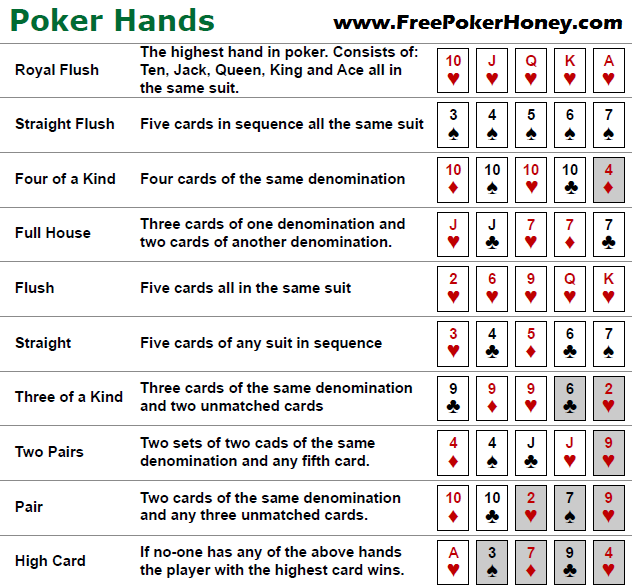 Poker Hands
www.FreePokerHoney.com
Royal Flush
The highest hand in poker. Consists of:
Ten, Jack, Queen, King and Ace all in
the same suit.
10 J Q K A
♥ ♥ ♥ ♥ ♥
Straight Flush
Five cards in sequence all the same suit
3 4 5 6 7
♠ ♠ ♠ ♠ ♠
Four of a Kind
Four cards of the same denomination
10 10 10 10 4
♦ ♠ ♥ ♣ ♦
Full House
Three cards of one denomination and
two cards of another denomination.
J J 7 7 7
♥ ♣ ♥ ♦ ♣
Flush
Five cards all in the same suit
2 6 9 Q K
♥ ♥ ♥ ♥ ♥
Straight
Five cards of any suit in sequence
3 4 5 6 7
♥ ♣ ♦ ♣ ♠
Three of a Kind
Three cards of the same denomination
and two unmatched cards
9 9 9 6 2
♣ ♦ ♥ ♣ ♥
Two Pairs
Two sets of two cads of the same
denomination and any fifth card.
4 4 J J 9
♦ ♠ ♣ ♥ ♥
Pair
Two cards of the same denomination
and any three unmatched cards.
10 10 2 7 9
♦ ♣ ♥ ♠ ♥
High Card
If no-one has any of the above hands
the player with the highest card wins.
A 3 7 9 4
♥ ♠ ♦ ♣ ♥